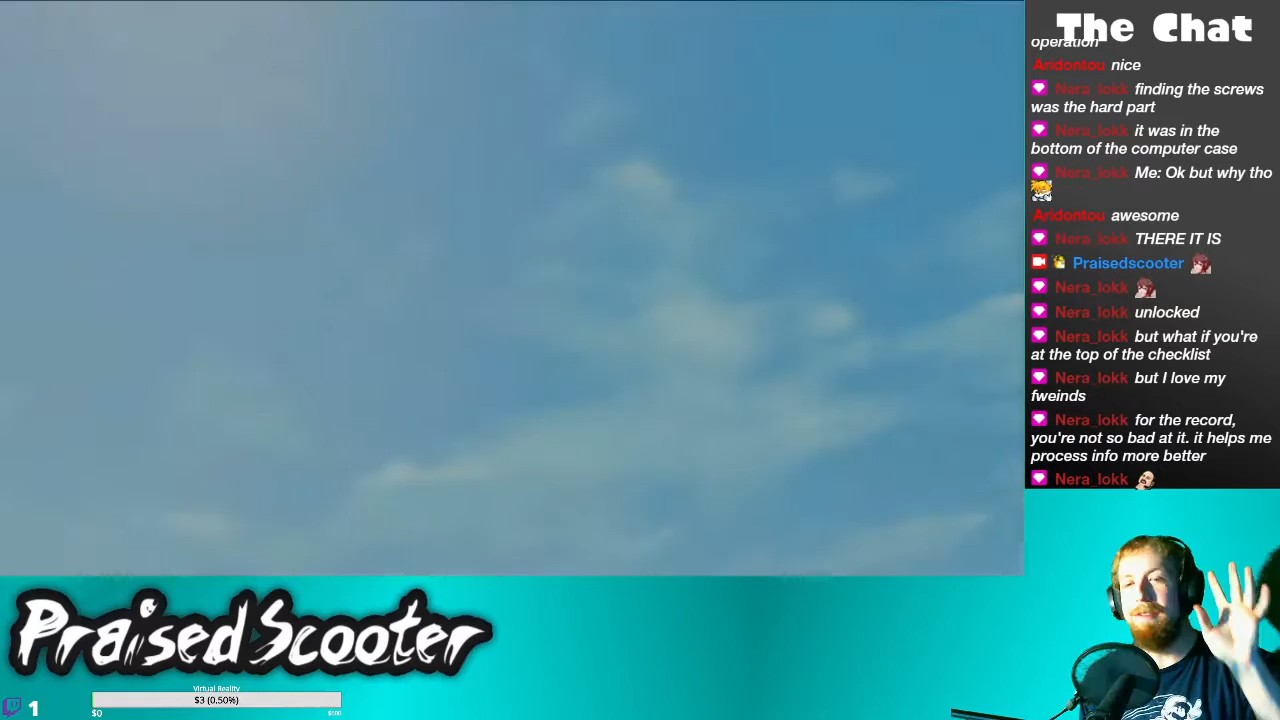 The Chat
operation
Aridontou nice
Nera_lokk finding the screws
was the hard part
Nera_lokk it was in the
bottom of the computer case
Nera_lokk Me: Ok but why tho
Aridontou awesome
Nera_lokk THERE IT IS
Praisedscooter
Nera_lokk
Nera_lokk unlocked
Nera_lokk but what if you're
at the top of the checklist
Nera_lokk but I love my
fweinds
Nera_lokk for the record,
you're not so bad at it. it helps me
process info more better
Nera_lokk
PraisedScooter
Virtual Reality
$3 (0.50%)
1
$0